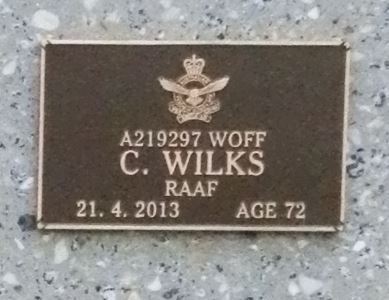 A219297 WOFF
C. WILKS
RAAF
21. 4. 2013 AGE 72